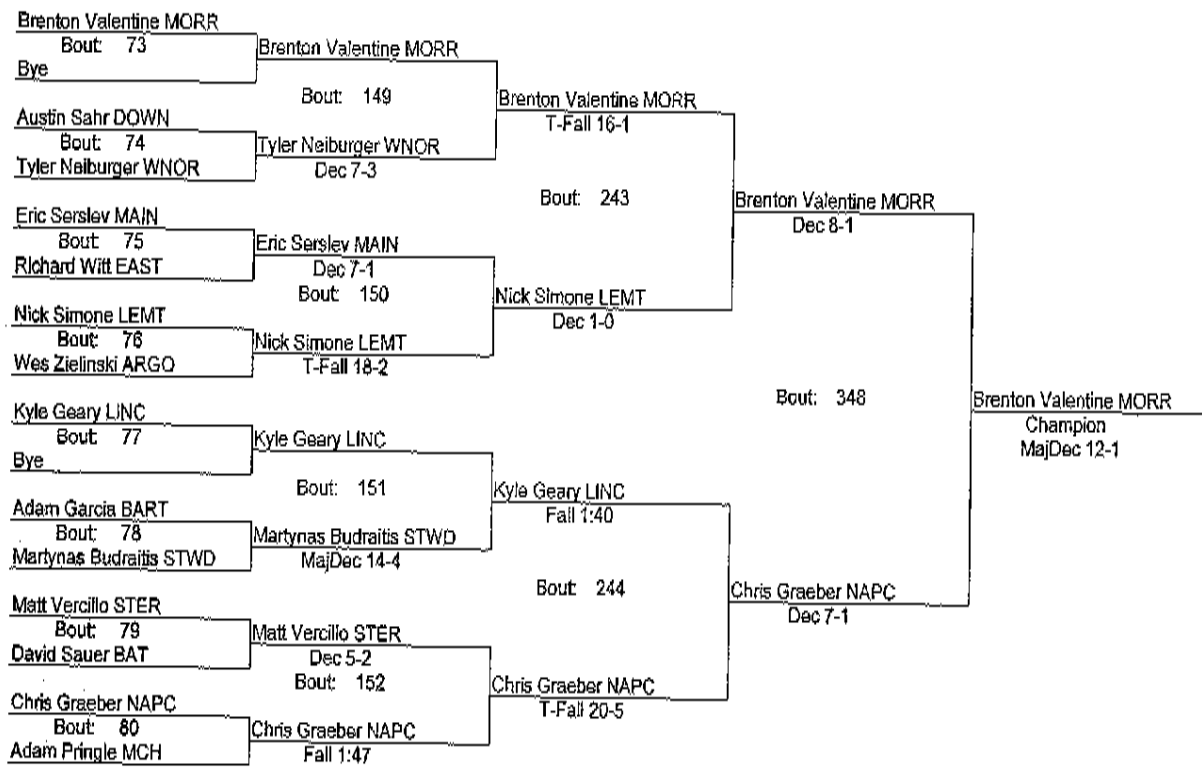 Brenton Valentine MORR
Bout: 73
Bye
Brenton Valentine MORR
Bout: 149
Austin Sahr DOWN
Bout: 74
Tyler Neiburger WNOR
Tyler Neiburger WNOR
Dec 7-3
Brenton Valentine MORR
T-Fall 16-1
Bout: 243
Eric Serslev MAIN
Bout: 75
Richard Witt EAST
Eric Serslev MAIN
Dec 7-1
Bout: 150
Nick Simone LEMT
Bout: 76
Wes Zielinski ARGO
Nick Simone LEMT
T-Fall 18-2
Nick Simone LEMT
Dec 1-0
Brenton Valentine MORR
Dec 8-1
Bout: 348
Kyle Geary LINC
Bout: 77
Bye
Kyle Geary LINC
Bout: 151
Adam Garcia BART
Bout: 78
Martynas Budraitis STWD
Martynas Budraitis STWD
MajDec 14-4
Kyle Geary LINC
Fall 1:40
Bout: 244
Matt Vercillo STER
Bout: 79
David Sauer BAT
Matt Vercillo STER
Dec 5-2
Bout: 152
Chris Graeber NAPC
Bout: 80
Adam Pringle MCH
Chris Graeber NAPC
Fall 1:47
Chris Graeber NAPC
T-Fall 20-5
Chris Graeber NAPC
Dec 7-1
Brenton Valentine MORR
Champion
MajDec 12-1